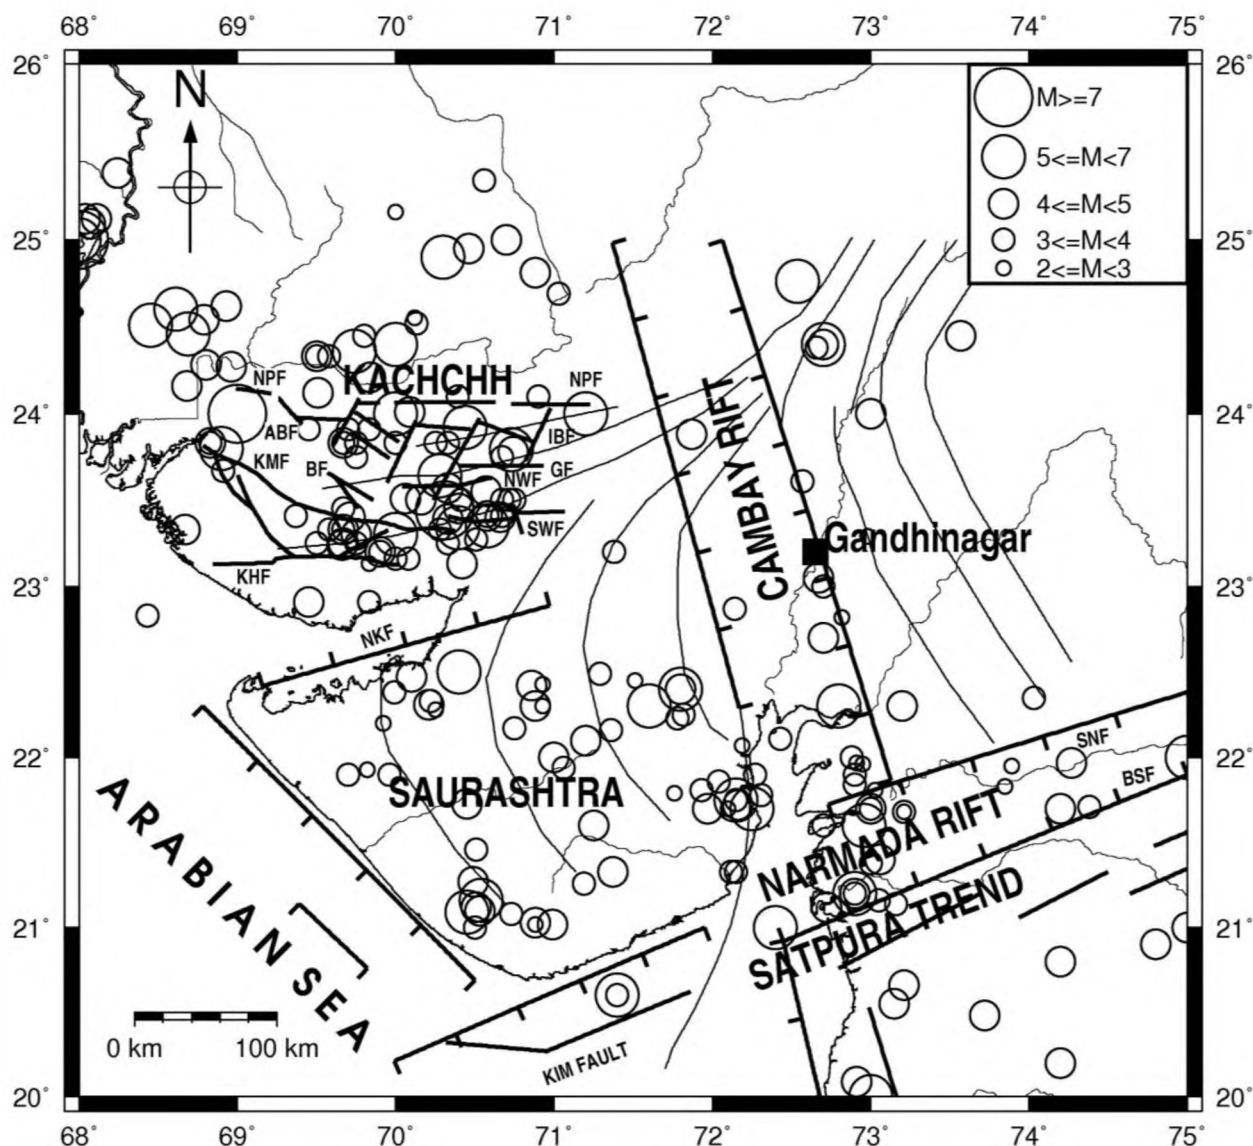 68° 69° 70° 71° 72° 73° 74° 75°
26° 26°
N
M>=7
5<=M<7
4<=M<5
3<=M<4
2<=M<3
25° 25°
KACHCHH
NPF NPF
24° 24°
ABF IBF
KMF BF GF
NWF
SWF
CAMBAY RIFT
Gandhinagar
KHF
23° 23°
NKF
22° 22°
SNF
BSF
SAURASHTRA
NARMADA RIFT
ARABIAN SEA
21° 21°
SATPURA TREND
0 km 100 km
KIM FAULT
20° 20°
68° 69° 70° 71° 72° 73° 74° 75°